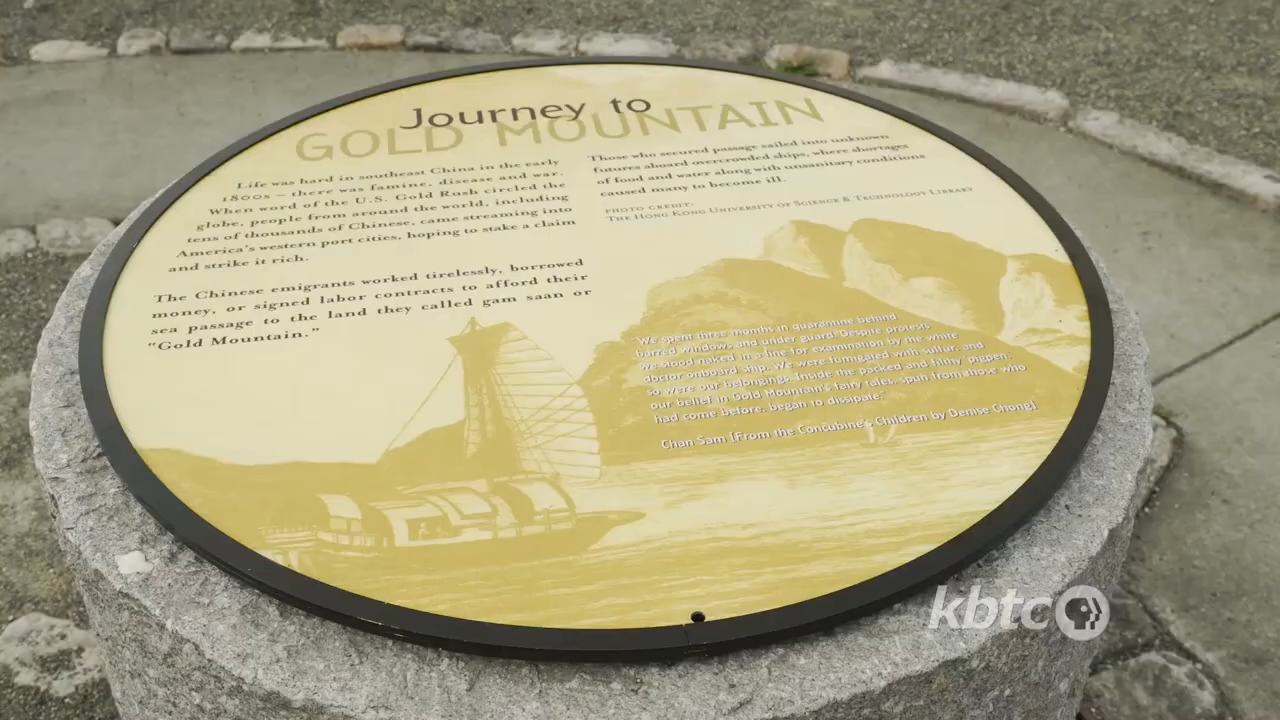 Journey to
GOLD MOUNTAIN
Life was hard in southeast China in the early
1800s – there was famine, disease and war.
When word of the U.S. Gold Rush circled the
globe, people from around the world, including
tens of thousands of Chinese, came streaming into
America's western port cities, hoping to stake a claim
and strike it rich.
The Chinese emigrants worked tirelessly, borrowed
money, or signed labor contracts to afford their
sea passage to the land they called gam saan or
"Gold Mountain."
Those who secured passage sailed into unknown
futures aboard overcrowded ships, where shortages
of food and water along with unsanitary conditions
caused many to become ill.
PHOTO CREDIT:
THE HONG KONG UNIVERSITY OF SCIENCE & TECHNOLOGY LIBRARY
"We spent three months in quarantine behind
barred windows and under guard. Despite protests,
we stood naked in a line for examination by the white
doctor onboard ship. We were fumigated with sulfur, and
so were our belongings. Inside the packed and filthy 'pigpen,'
our belief in Gold Mountain's fairy tales, spun from those who
had come before, began to dissipate."
Chan Sam [From the Concubine's Children by Denise Chong]
kbtc